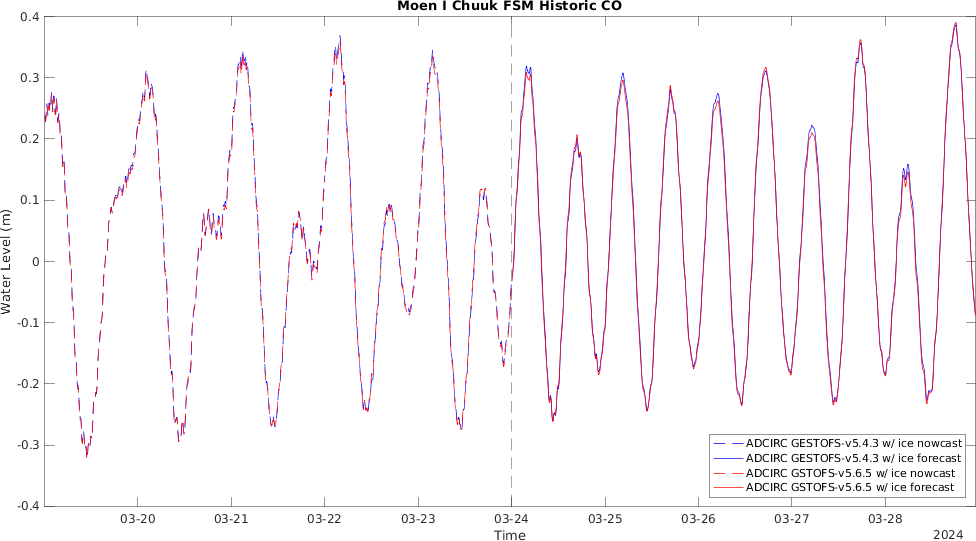 Moen I Chuuk FSM Historic CO
0.4
0.3
0.2
0.1
0
-0.1
-0.2
-0.3
-0.4
Water Level (m)
ADCIRC GESTOFS-v5.4.3 w/ ice nowcast
ADCIRC GESTOFS-v5.4.3 w/ ice forecast
ADCIRC GSTOFS-v5.6.5 w/ ice nowcast
ADCIRC GSTOFS-v5.6.5 w/ ice forecast
03-20 03-21 03-22 03-23 03-24 03-25 03-26 03-27 03-28
Time
2024